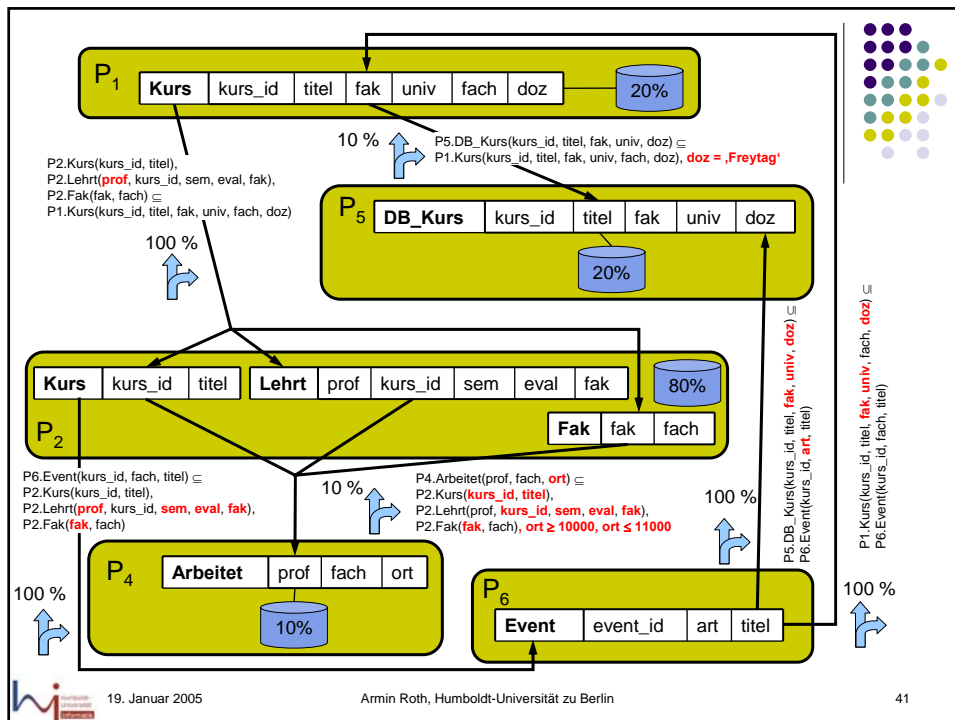 P1
Kurs kurs_id titel fak univ fach doz
20%
10 %
P5.DB_Kurs(kurs_id, titel, fak, univ, doz) ⊆
P1.Kurs(kurs_id, titel, fak, univ, fach, doz), doz = ‚Freytag‘
P2.Kurs(kurs_id, titel),
P2.Lehrt(prof, kurs_id, sem, eval, fak),
P2.Fak(fak, fach) ⊆
P1.Kurs(kurs_id, titel, fak, univ, fach, doz)
100 %
P5
DB_Kurs kurs_id titel fak univ doz
20%
P2
Kurs kurs_id titel
Lehrt prof kurs_id sem eval fak
80%
Fak fak fach
P6.Event(kurs_id, fach, titel) ⊆
P2.Kurs(kurs_id, titel),
P2.Lehrt(prof, kurs_id, sem, eval, fak),
P2.Fak(fak, fach)
100 %
10 %
P4.Arbeitet(prof, fach, ort) ⊆
P2.Kurs(kurs_id, titel),
P2.Lehrt(prof, kurs_id, sem, eval, fak),
P2.Fak(fak, fach), ort ≥ 10000, ort ≤ 11000
P4
Arbeitet prof fach ort
10%
100 %
P5.DB_Kurs(kurs_id, titel, fak, univ, doz) ⊆
P6.Event(kurs_id, art, titel)
P1.Kurs(kurs_id, titel, fak, univ, fach, doz) ⊆
P6.Event(kurs_id, fach, titel)
100 %
P6
Event event_id art titel
Humboldt-
Universität
Informatik
19. Januar 2005
Armin Roth, Humboldt-Universität zu Berlin
41